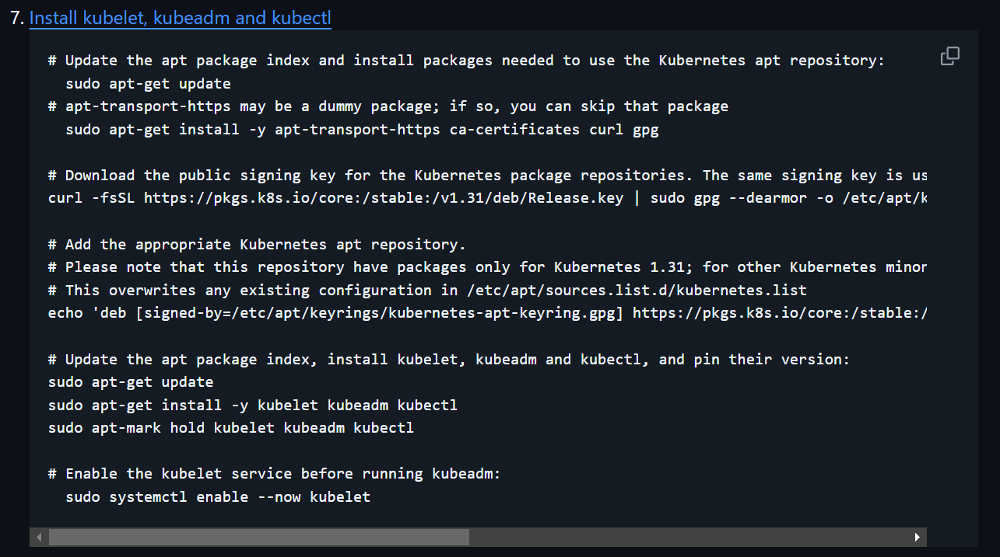 7. Install kubelet, kubeadm and kubectl
# Update the apt package index and install packages needed to use the Kubernetes apt repository:
  sudo apt-get update
# apt-transport-https may be a dummy package; if so, you can skip that package
  sudo apt-get install -y apt-transport-https ca-certificates curl gpg

# Download the public signing key for the Kubernetes package repositories. The same signing key is us
curl -fsSL https://pkgs.k8s.io/core:/stable:/v1.31/deb/Release.key | sudo gpg --dearmor -o /etc/apt/k

# Add the appropriate Kubernetes apt repository.
# Please note that this repository have packages only for Kubernetes 1.31; for other Kubernetes minor
# This overwrites any existing configuration in /etc/apt/sources.list.d/kubernetes.list
echo 'deb [signed-by=/etc/apt/keyrings/kubernetes-apt-keyring.gpg] https://pkgs.k8s.io/core:/stable:/

# Update the apt package index, install kubelet, kubeadm and kubectl, and pin their version:
sudo apt-get update
sudo apt-get install -y kubelet kubeadm kubectl
sudo apt-mark hold kubelet kubeadm kubectl

# Enable the kubelet service before running kubeadm:
  sudo systemctl enable --now kubelet